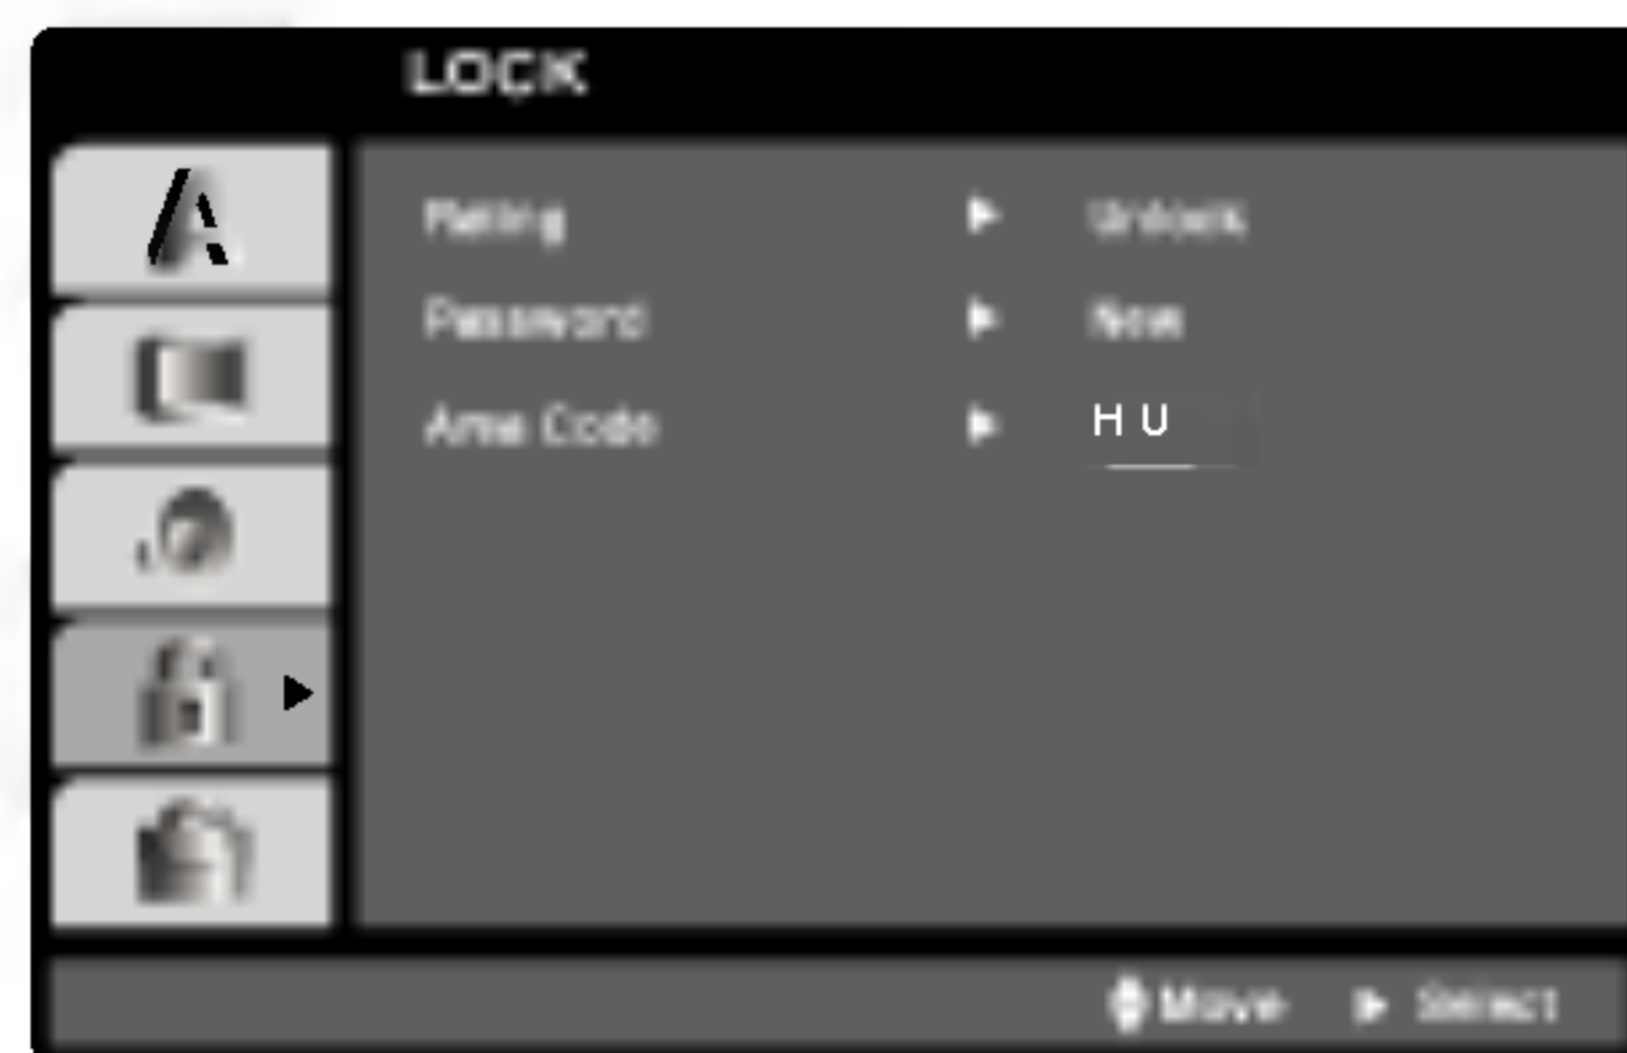 LOCK
Rating Unlock
Password New
Area Code H U
Move Select